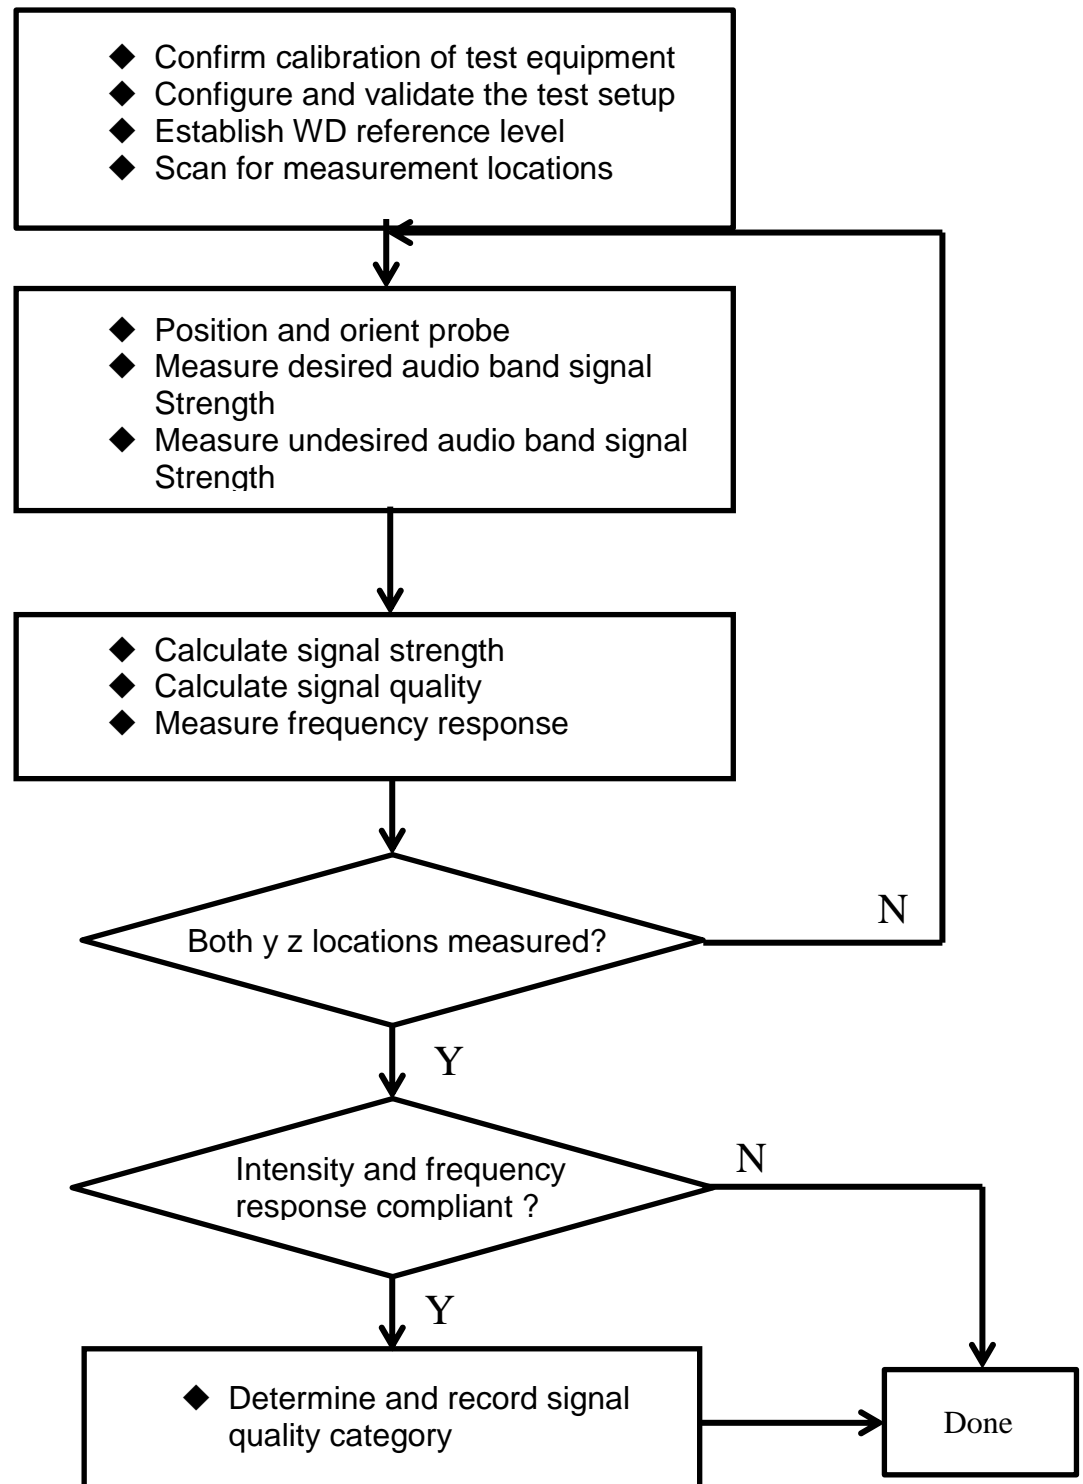 ◆ Confirm calibration of test equipment
◆ Configure and validate the test setup
◆ Establish WD reference level
◆ Scan for measurement locations
◆ Position and orient probe
◆ Measure desired audio band signal
Strength
◆ Measure undesired audio band signal
Strength
◆ Calculate signal strength
◆ Calculate signal quality
◆ Measure frequency response
Both y z locations measured?
N
Y
Intensity and frequency
response compliant ?
N
Y
◆ Determine and record signal
quality category
Done